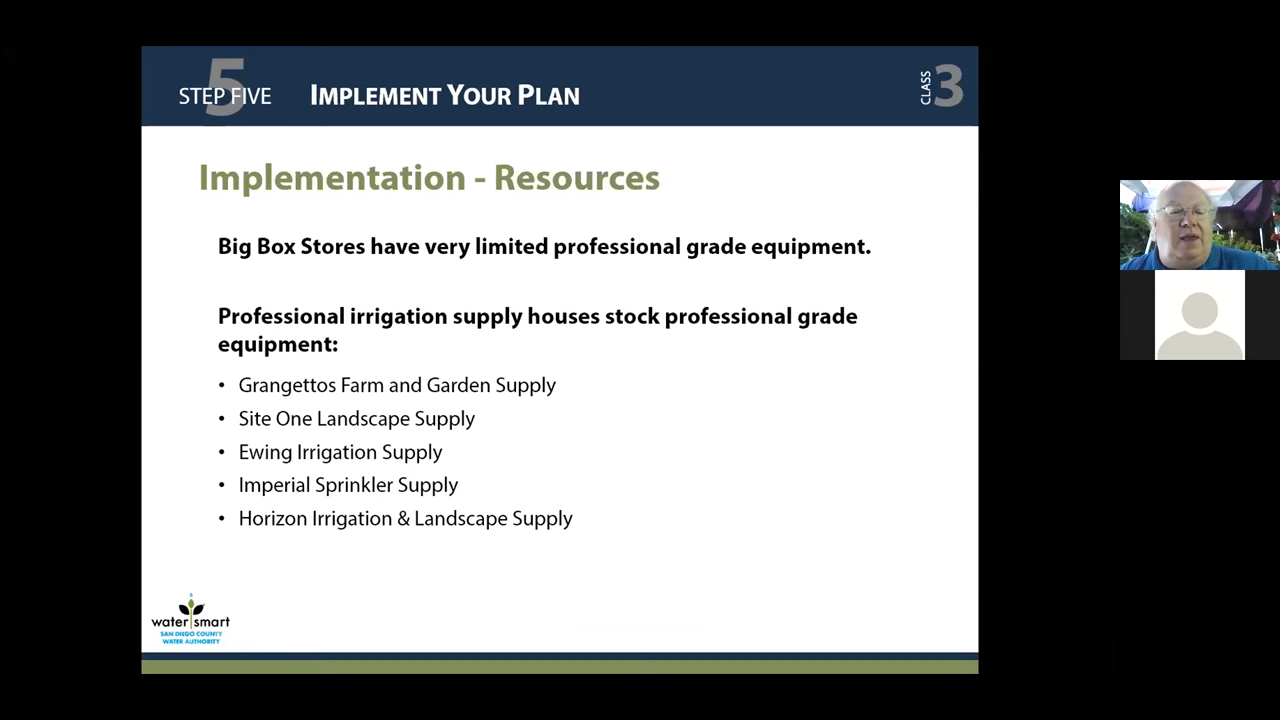 5
STEP FIVE
IMPLEMENT YOUR PLAN
CLASS 3
Implementation - Resources
Big Box Stores have very limited professional grade equipment.
Professional irrigation supply houses stock professional grade
equipment:
• Grangettos Farm and Garden Supply
• Site One Landscape Supply
• Ewing Irrigation Supply
• Imperial Sprinkler Supply
• Horizon Irrigation & Landscape Supply
water smart
SAN DIEGO COUNTY
WATER AUTHORITY